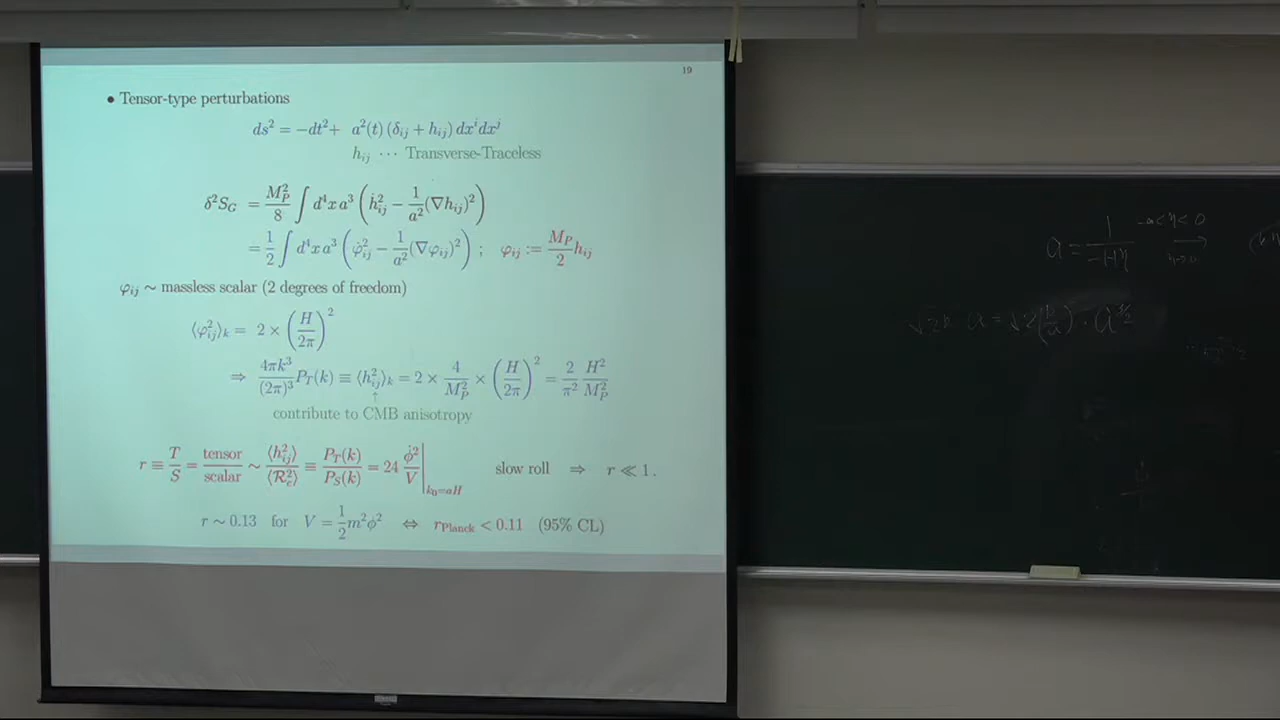 19
• Tensor-type perturbations
ds² = −dt² + a²(t) (δ_ij + h_ij) dx^i dx^j
h_ij ··· Transverse-Traceless
δ²S_G = M_P²/8 ∫ d⁴x a³ (ḣ_ij² − 1/a² (∇h_ij)²)
= 1/2 ∫ d⁴x a³ (φ̇_ij² − 1/a² (∇φ_ij)²) ; φ_ij := M_P/2 h_ij
φ_ij ~ massless scalar (2 degrees of freedom)
⟨φ_ij²⟩_k = 2 × (H/2π)²
⇒ 4πk³/(2π)³ P_T(k) ≡ ⟨h_ij²⟩_k = 2 × 4/M_P² × (H/2π)² = 2/π² H²/M_P²
↑
contribute to CMB anisotropy
r ≡ T/S = tensor/scalar ~ ⟨h_ij²⟩/⟨R_c²⟩ ≡ P_T(k)/P_S(k) = 24 φ̇²/V |_{k_0=aH} slow roll ⇒ r ≪ 1.
r ~ 0.13 for V = 1/2 m²φ² ⇔ r_Planck < 0.11 (95% CL)
a = 1/−Hη −∞<η<0 →